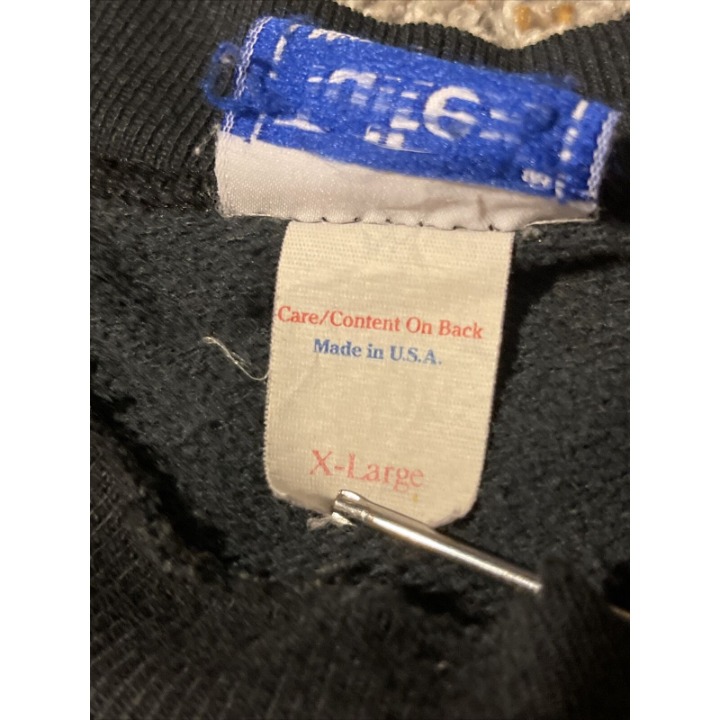 Care/Content On Back
Made in U.S.A.
X-Large